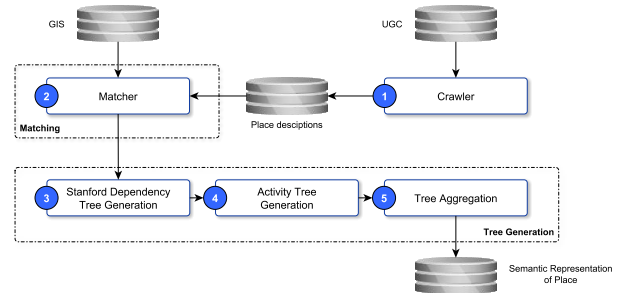 GIS
UGC
2
Matcher
1
Crawler
Matching
Place desciptions
3
Stanford Dependency
Tree Generation
4
Activity Tree
Generation
5
Tree Aggregation
Tree Generation
Semantic Representation
of Place